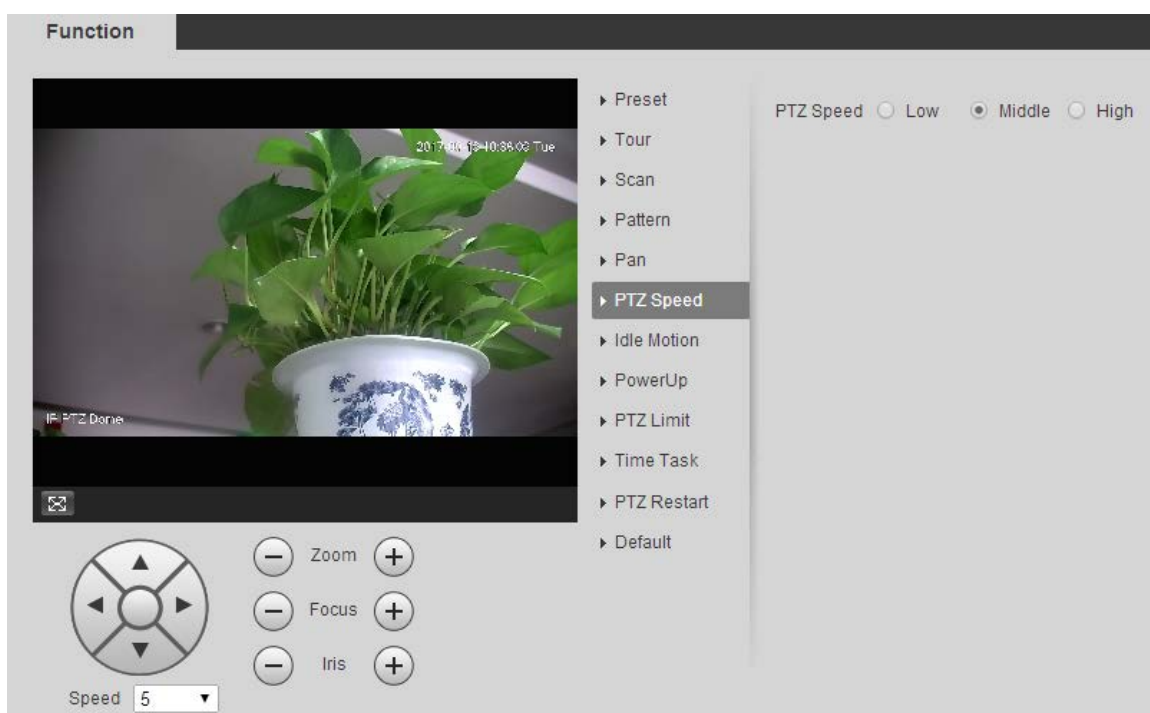 Function
Tue
IP PTZ Dome
Preset
Tour
Scan
Pattern
Pan
PTZ Speed
Idle Motion
PowerUp
PTZ Limit
Time Task
PTZ Restart
Default
PTZ Speed Low Middle High
Zoom
Focus
Iris
Speed 5